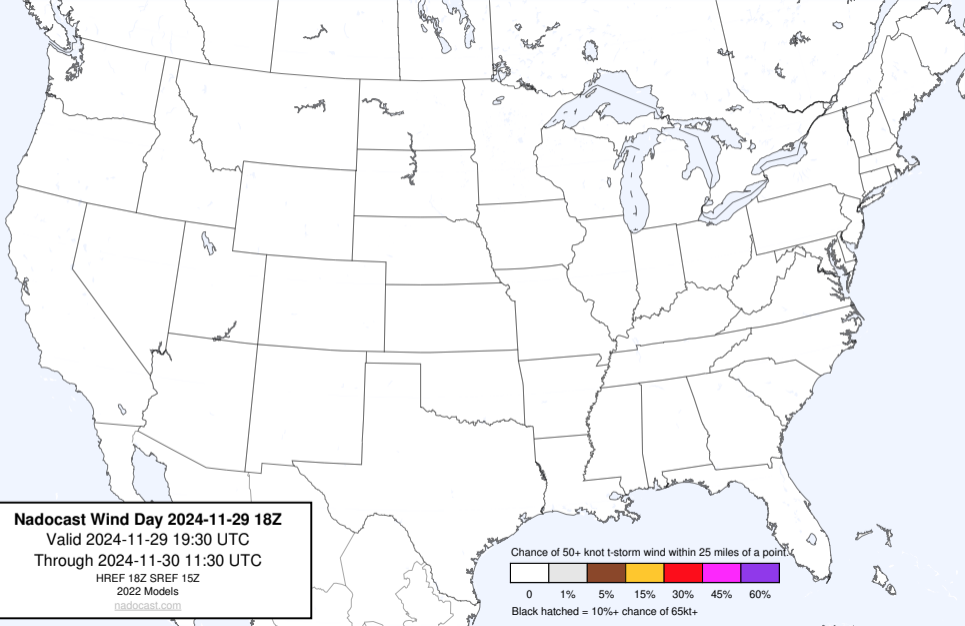 Nadocast Wind Day 2024-11-29 18Z
Valid 2024-11-29 19:30 UTC
Through 2024-11-30 11:30 UTC
HREF 18Z SREF 15Z
2022 Models
nadocast.com
Chance of 50+ knot t-storm wind within 25 miles of a point.
0 1% 5% 15% 30% 45% 60%
Black hatched = 10%+ chance of 65kt+